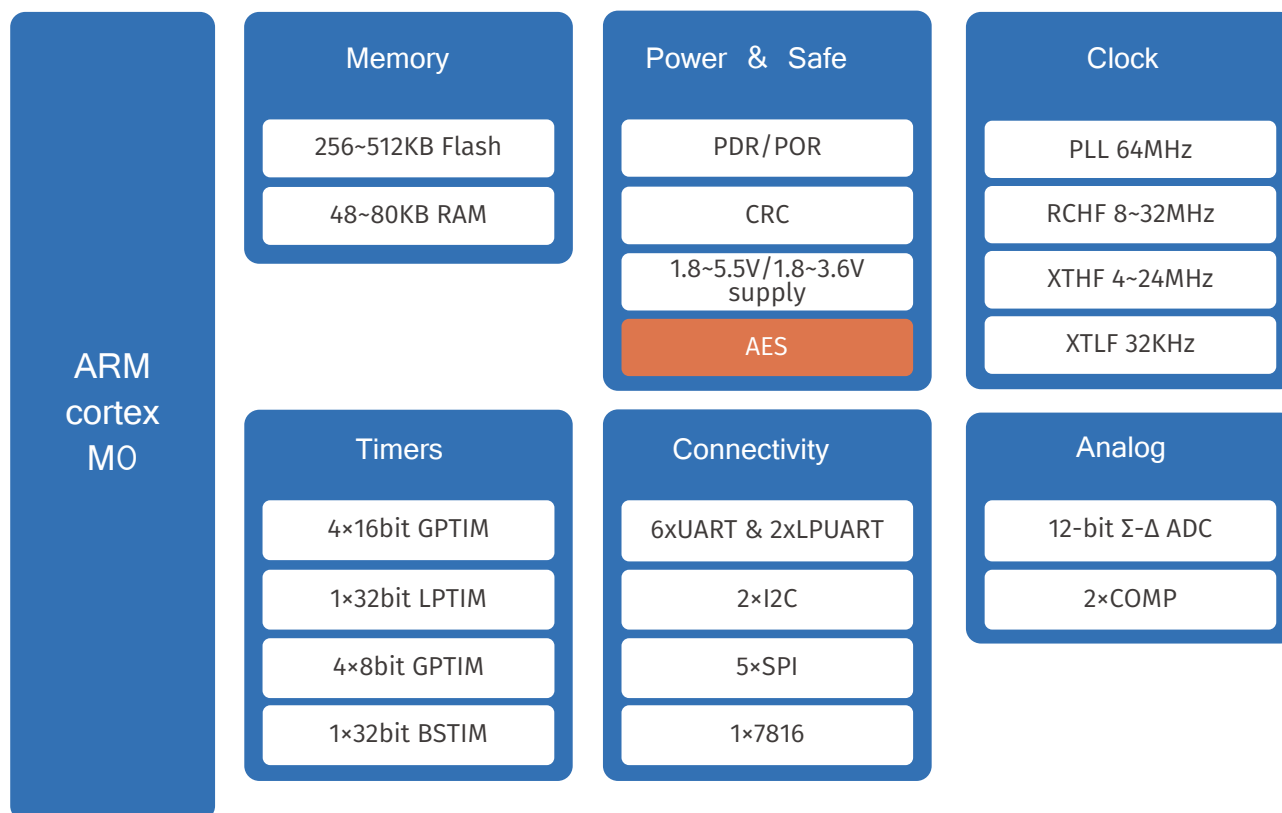 ARM
cortex
M0
Memory
256~512KB Flash
48~80KB RAM
Power & Safe
PDR/POR
CRC
1.8~5.5V/1.8~3.6V
supply
AES
Clock
PLL 64MHz
RCHF 8~32MHz
XTHF 4~24MHz
XTLF 32KHz
Timers
4×16bit GPTIM
1×32bit LPTIM
4×8bit GPTIM
1×32bit BSTIM
Connectivity
6xUART & 2xLPUART
2×I2C
5×SPI
1×7816
Analog
12-bit Σ-Δ ADC
2×COMP